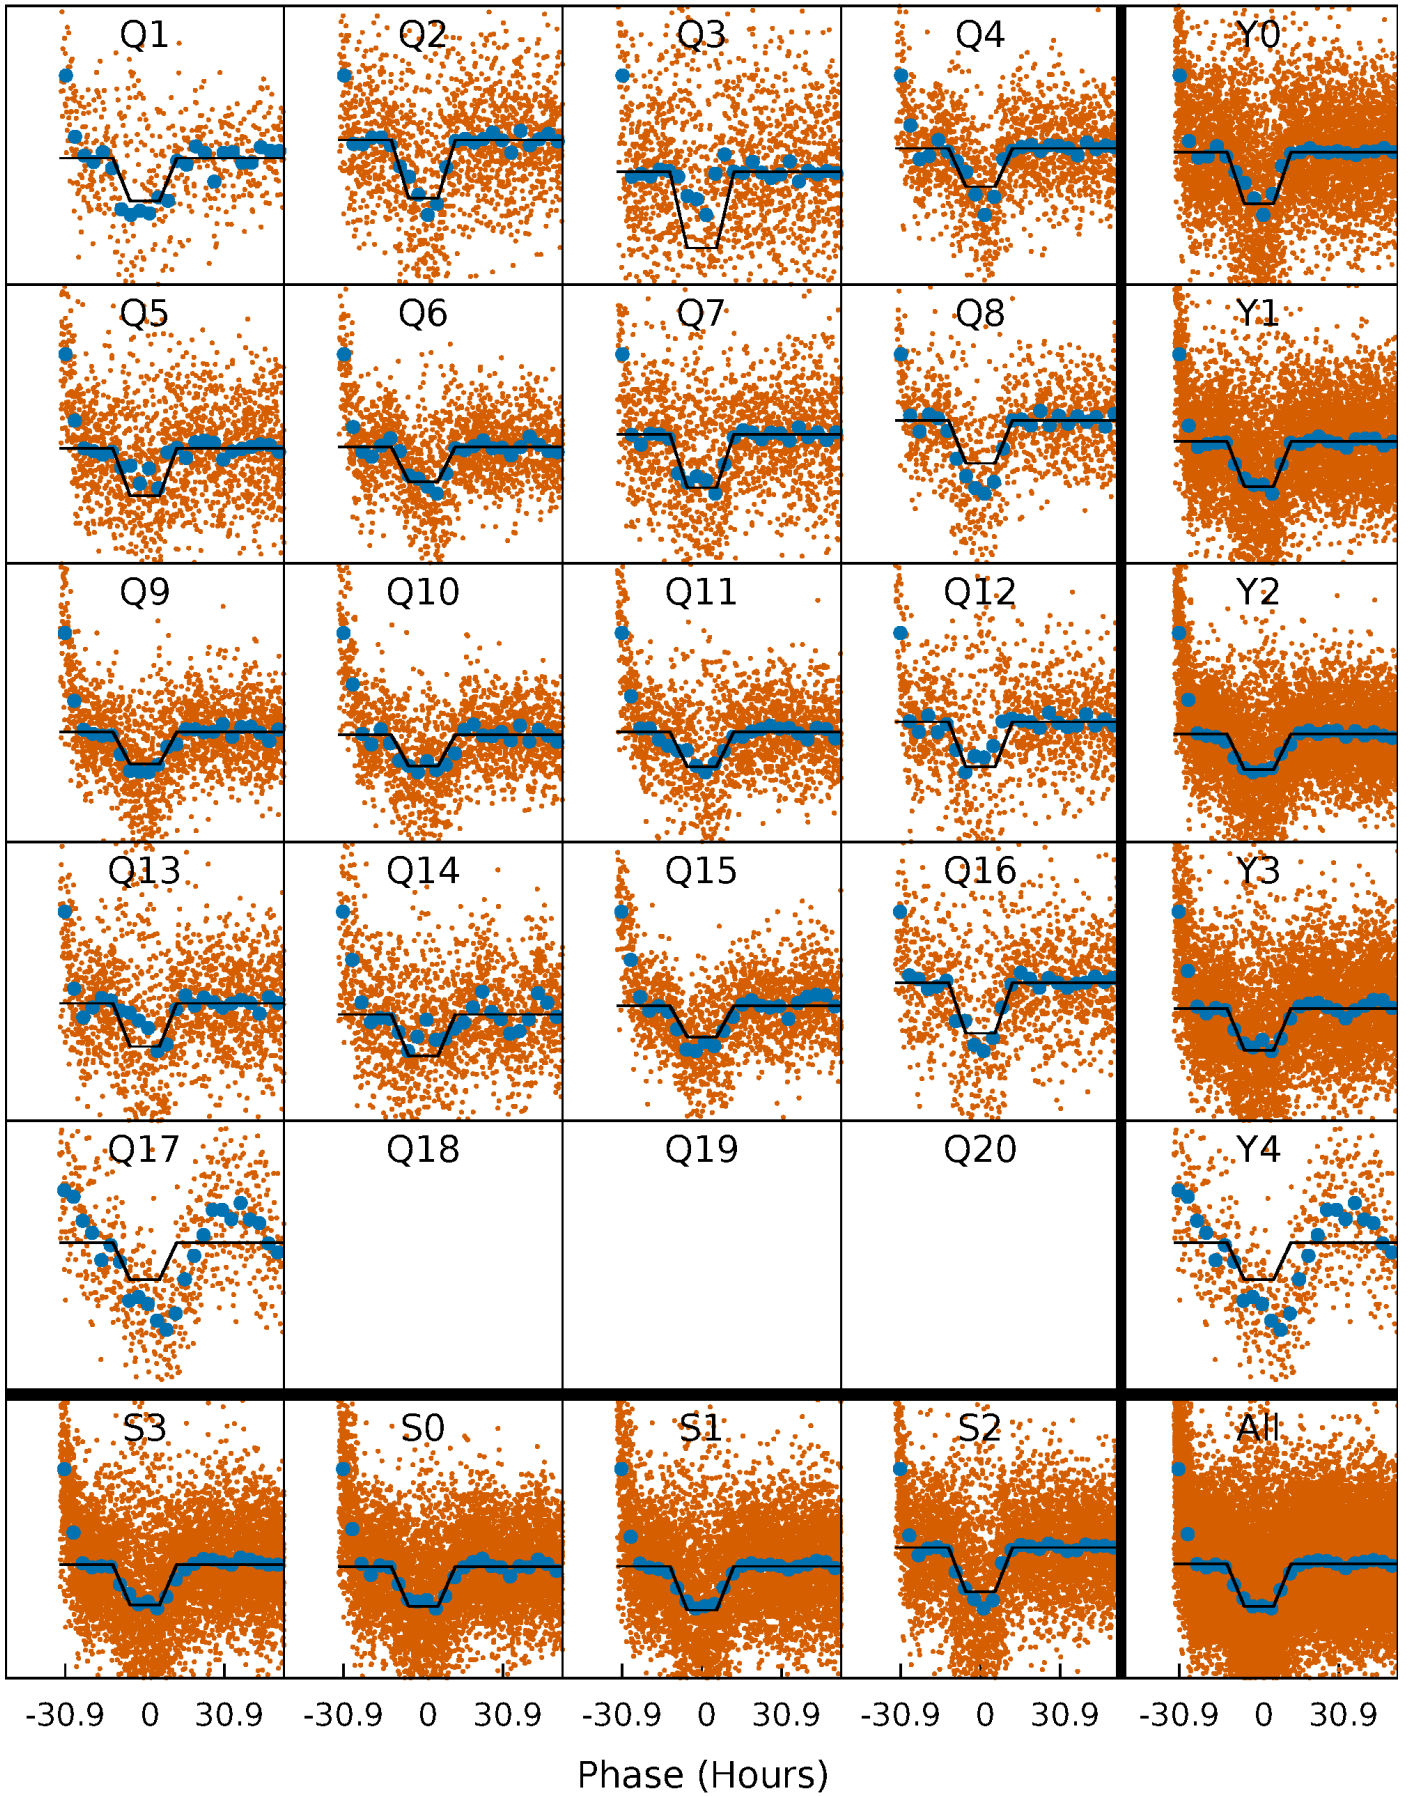 Q1 Q2 Q3 Q4 Y0
Q5 Q6 Q7 Q8 Y1
Q9 Q10 Q11 Q12 Y2
Q13 Q14 Q15 Q16 Y3
Q17 Q18 Q19 Q20 Y4
S3 S0 S1 S2 All
-30.9 0 30.9 -30.9 0 30.9 -30.9 0 30.9 -30.9 0 30.9 -30.9 0 30.9
Phase (Hours)